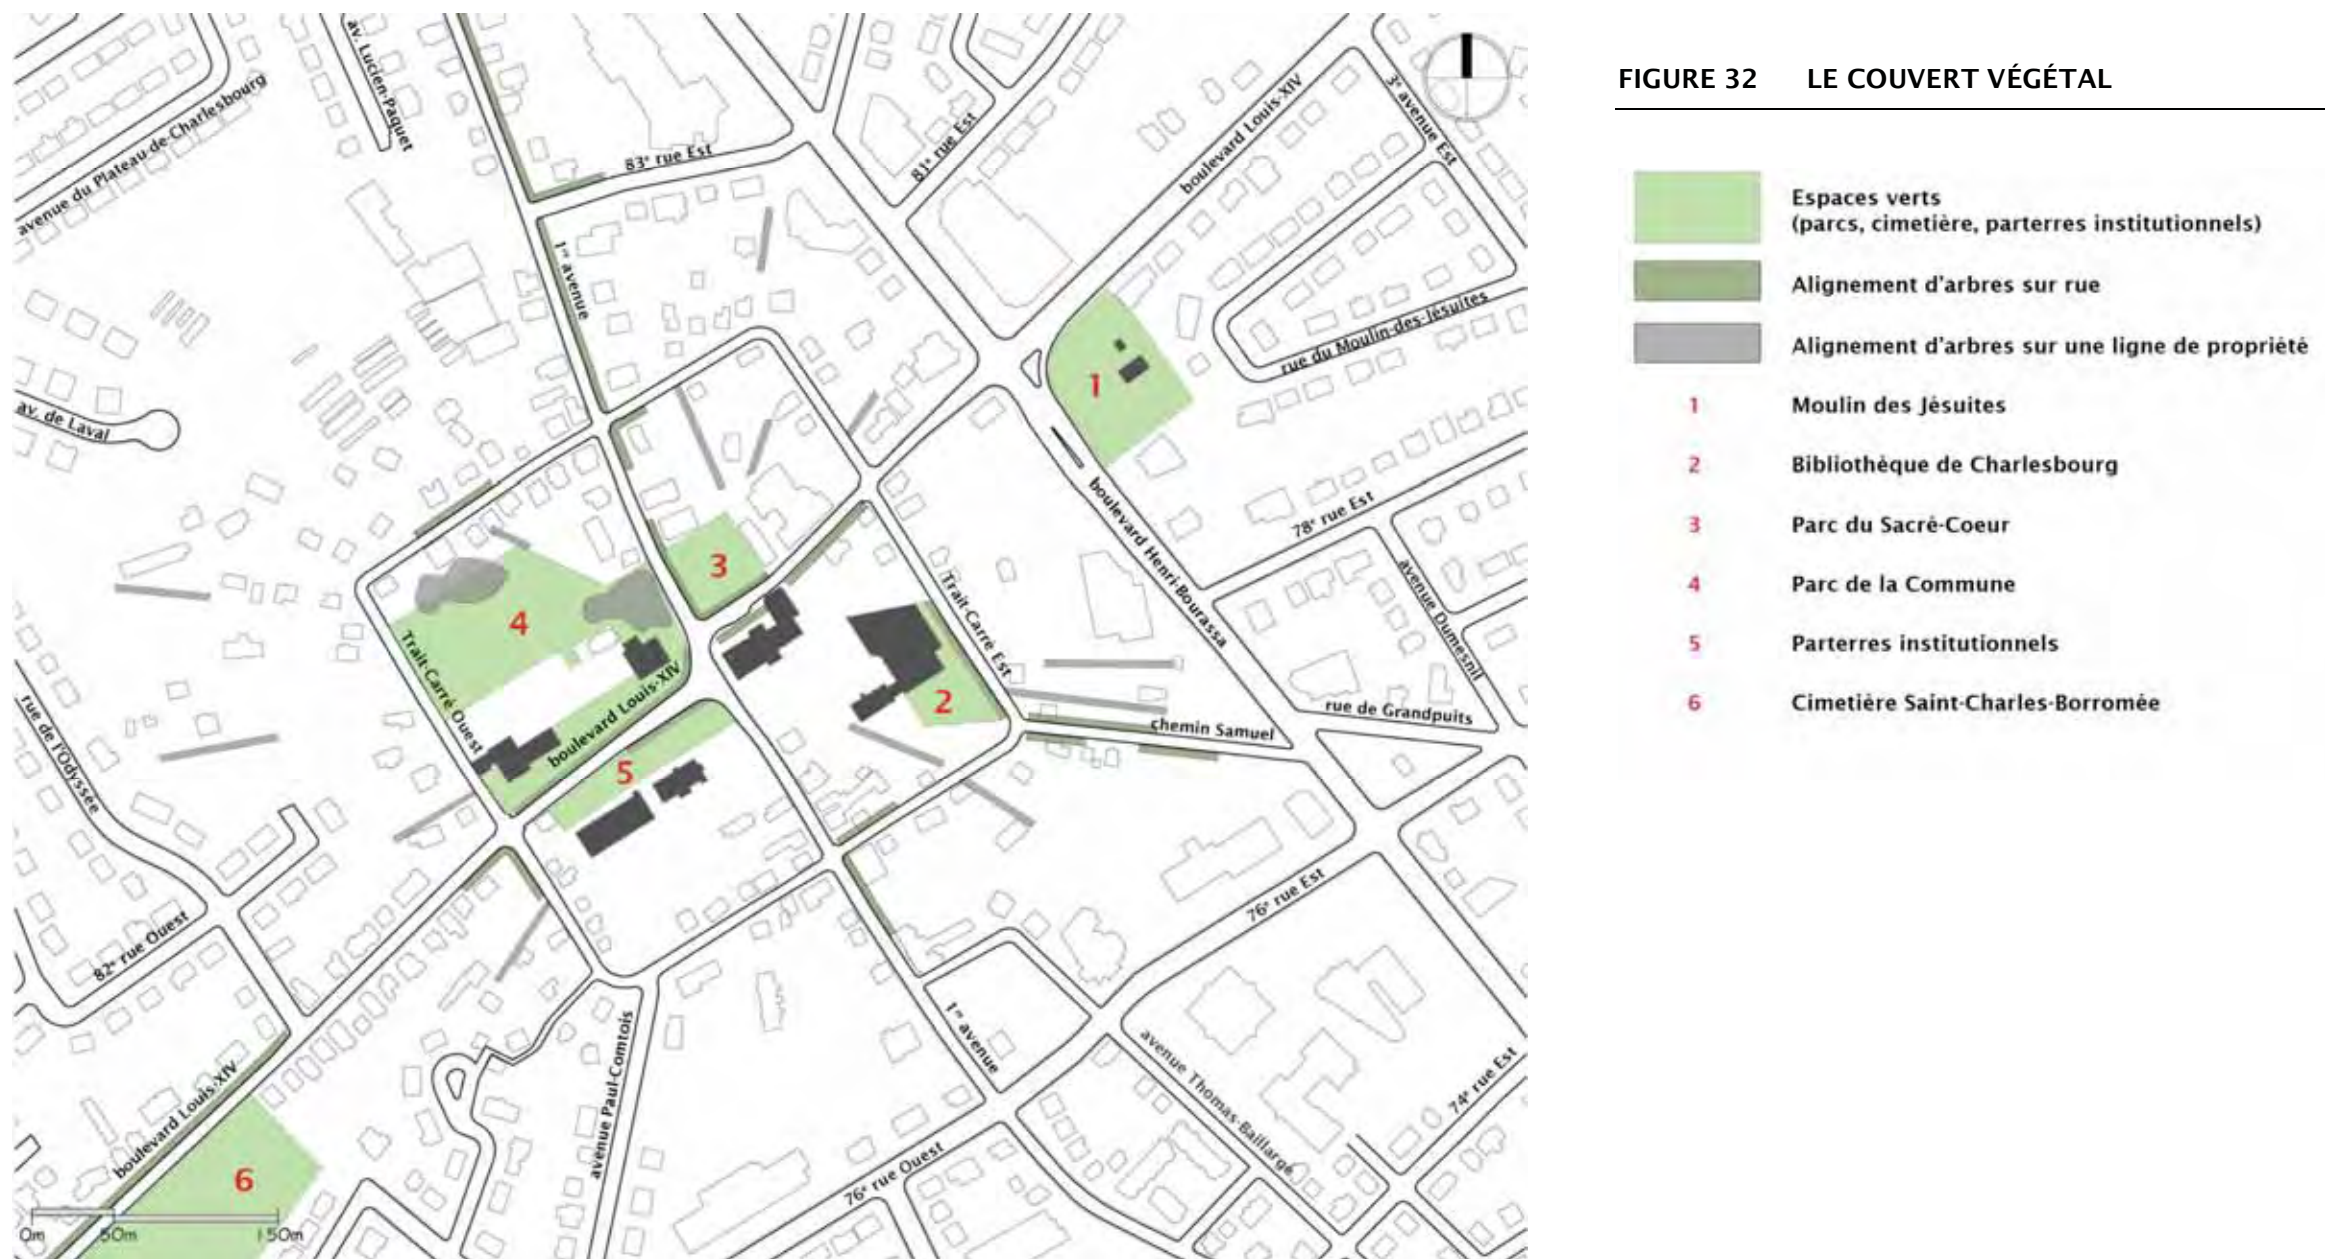 FIGURE 32 LE COUVERT VÉGÉTAL
Espaces verts
(parcs, cimetière, parterres institutionnels)
Alignement d'arbres sur rue
Alignement d'arbres sur une ligne de propriété
1 Moulin des Jésuites
2 Bibliothèque de Charlesbourg
3 Parc du Sacré-Coeur
4 Parc de la Commune
5 Parterres institutionnels
6 Cimetière Saint-Charles-Borromée
av. Lucien-Paquet
avenue du Plateau-de-Charlesbourg
83e rue Est
81e rue Est
boulevard Louis-XIV
3e avenue Est
1re avenue
rue du Moulin-des-Jésuites
1
av. de Laval
boulevard Henri-Bourassa
78e rue Est
3
4
Trait-Carré Est
avenue Dumesnil
Trait-Carré Ouest
boulevard Louis-XIV
2
rue de Grandpuits
chemin Samuel
rue de l'Odyssée
5
82e rue Ouest
76e rue Est
1re avenue
avenue Paul-Comtois
avenue Thomas-Baillargé
74e rue Est
boulevard Louis-XIV
76e rue Ouest
6
0m 50m 150m